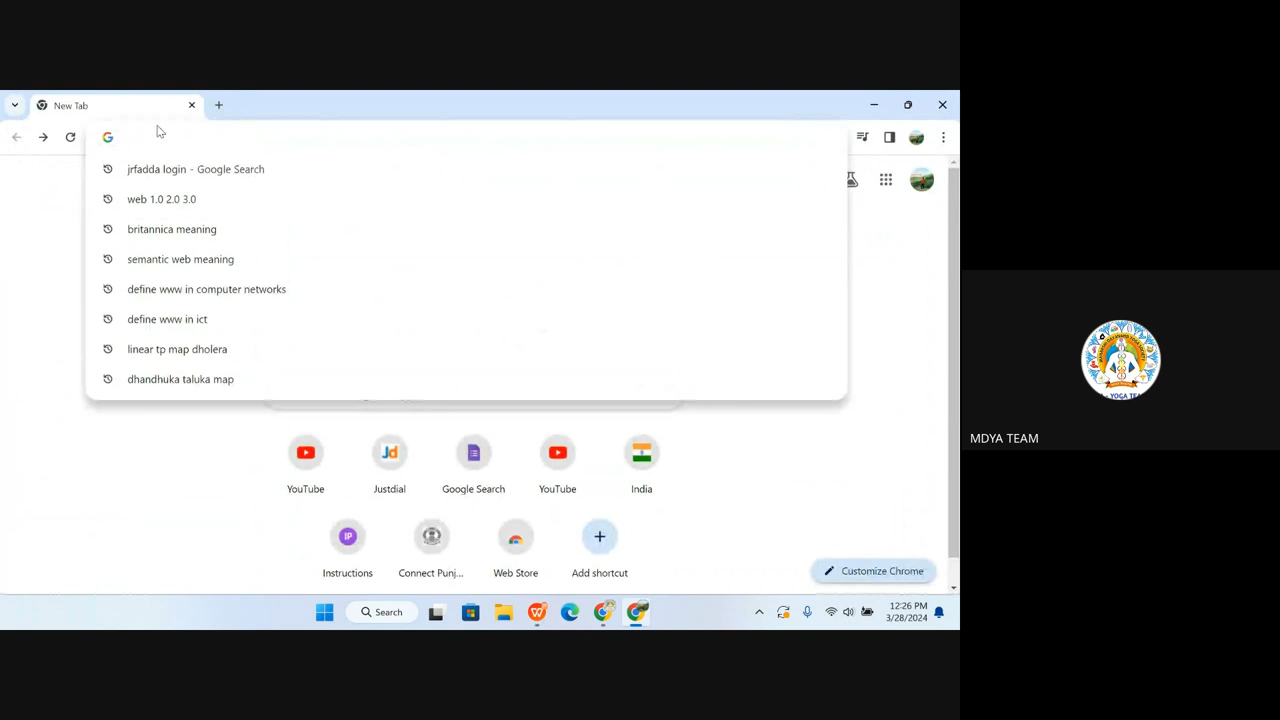 New Tab
jrfadda login - Google Search
web 1.0 2.0 3.0
britannica meaning
semantic web meaning
define www in computer networks
define www in ict
linear tp map dholera
dhandhuka taluka map
YouTube
Jd
Justdial
Google Search
YouTube
India
IP
Instructions
Connect Punj...
Web Store
Add shortcut
Customize Chrome
Search
12:26 PM
3/28/2024
MDYA TEAM